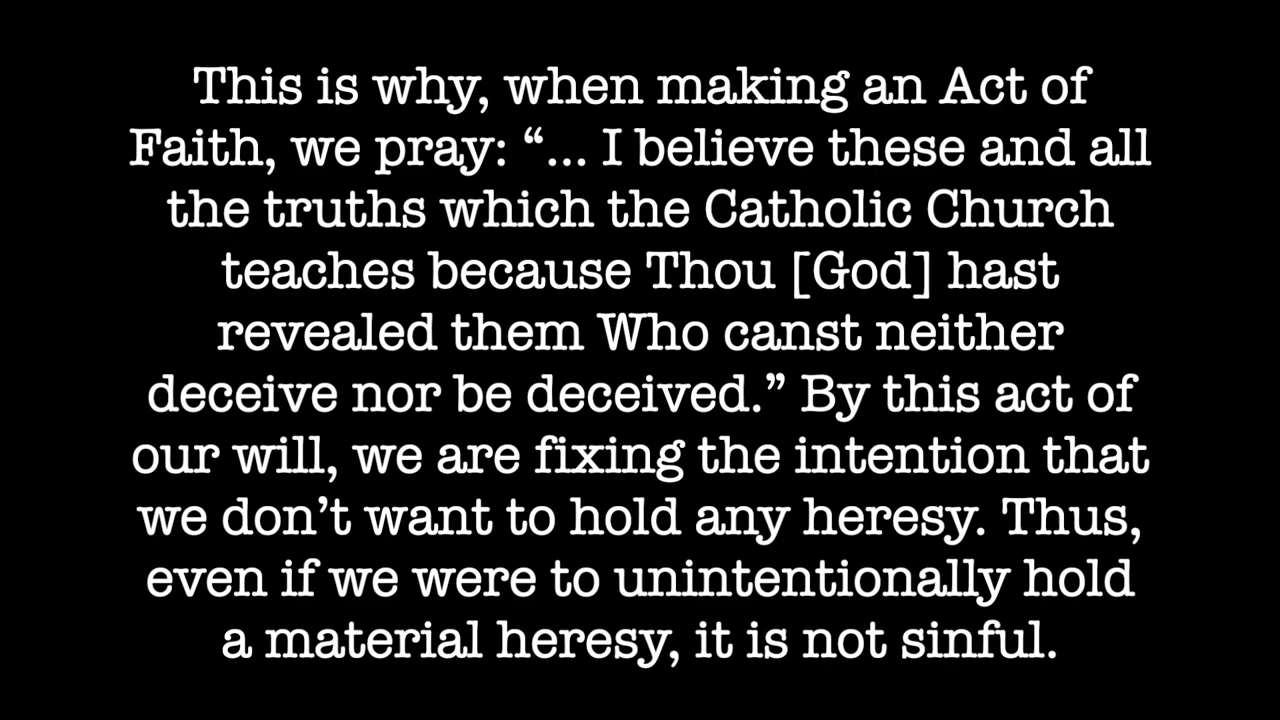 This is why, when making an Act of
Faith, we pray: “... I believe these and all
the truths which the Catholic Church
teaches because Thou [God] hast
revealed them Who canst neither
deceive nor be deceived.” By this act of
our will, we are fixing the intention that
we don’t want to hold any heresy. Thus,
even if we were to unintentionally hold
a material heresy, it is not sinful.